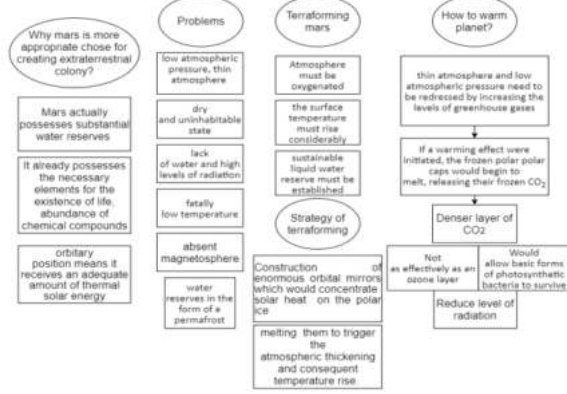 Why mars is more
appropriate chose for
creating extraterrestrial
colony?
Mars actually
possesses substantial
water reserves
It already possesses
the necessary
elements for the
existence of life,
abundance of
chemical compounds
orbitary
position means it
receives an adequate
amount of thermal
solar energy
Problems
low atmospheric
pressure, thin
atmosphere
dry
and uninhabitable
state
lack
of water and high
levels of radiation
fatally
low temperature
absent
magnetosphere
water
reserves in the
form of a
permafrost
Terraforming
mars
Atmosphere
must be
oxygenated
the surface
temperature
must rise
considerably
sustainable
liquid water
reserve must be
established
Strategy of
terraforming
Construction of
enormous orbital mirrors
which would concentrate
solar heat on the polar
ice
melting them to trigger
the
atmospheric thickening
and consequent
temperature rise
How to warm
planet?
thin atmosphere and low
atmospheric pressure need to
be redressed by increasing the
levels of greenhouse gases
If a warming effect were
initiated, the frozen polar polar
caps would begin to
melt, releasing their frozen CO2
Denser layer of
CO2
Not
as effectively as an
ozone layer
Would
allow basic forms
of photosynthetic
bacteria to survive
Reduce level of
radiation